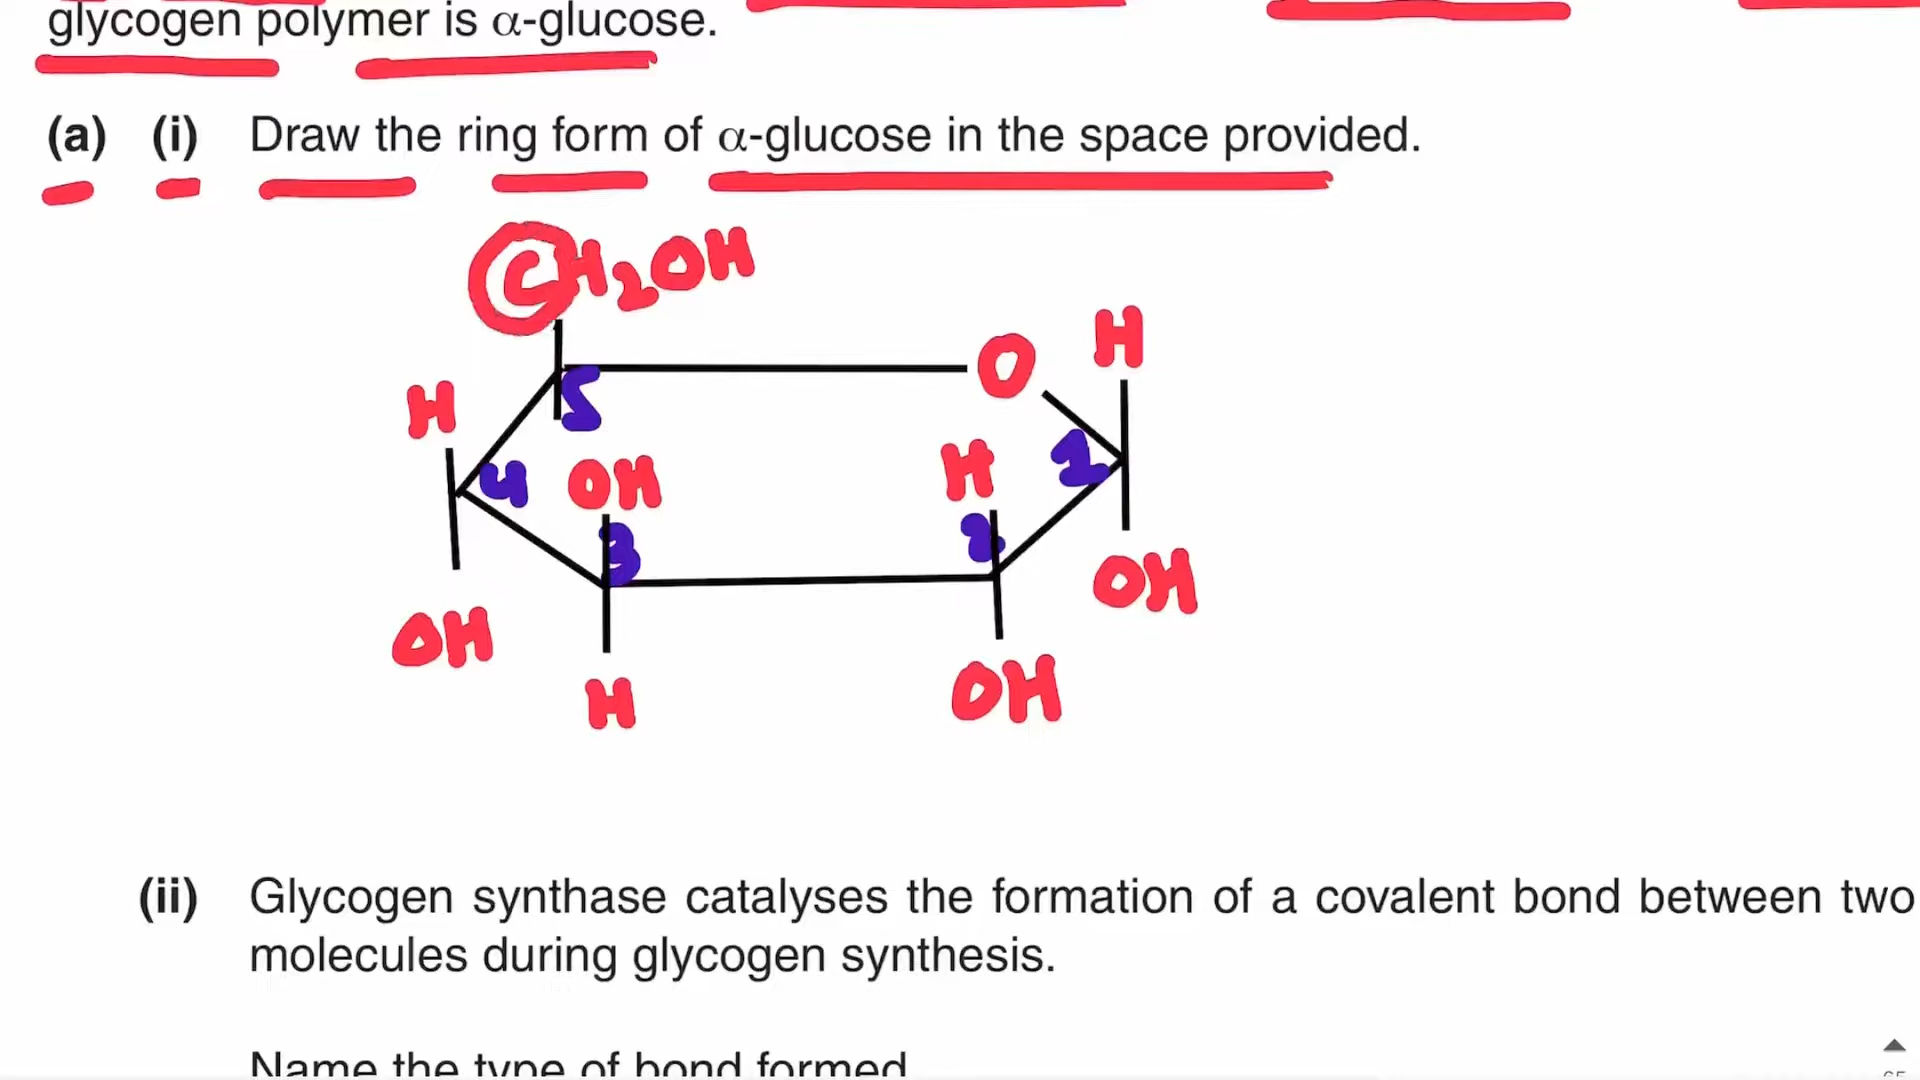 glycogen polymer is α-glucose.
(a) (i) Draw the ring form of α-glucose in the space provided.
CH2OH
O H
H 5
4 OH H 1
3 2
OH OH
H OH
(ii) Glycogen synthase catalyses the formation of a covalent bond between two
molecules during glycogen synthesis.
Name the type of bond formed